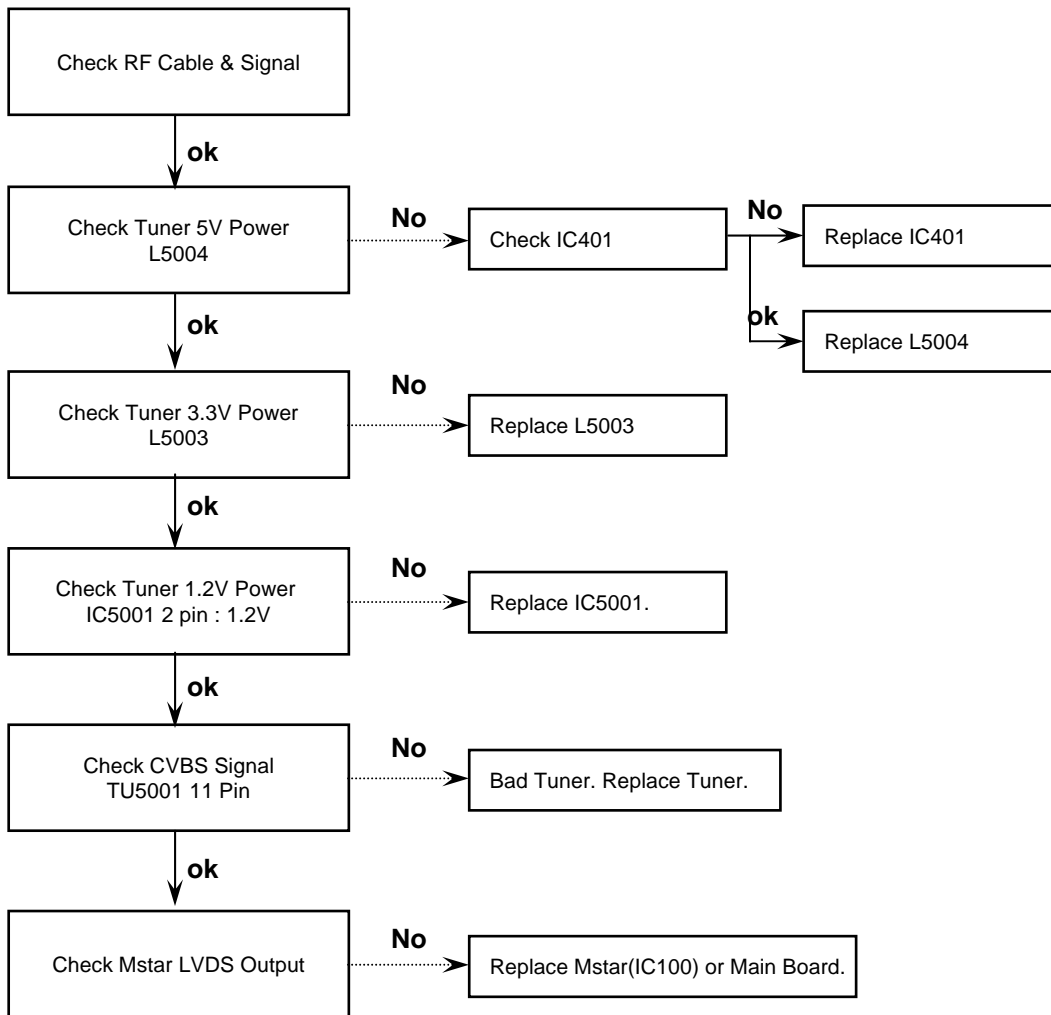 Check RF Cable & Signal
ok
Check Tuner 5V Power
L5004
No
Check IC401
No
Replace IC401
ok
Replace L5004
ok
Check Tuner 3.3V Power
L5003
No
Replace L5003
ok
Check Tuner 1.2V Power
IC5001 2 pin : 1.2V
No
Replace IC5001.
ok
Check CVBS Signal
TU5001 11 Pin
No
Bad Tuner. Replace Tuner.
ok
Check Mstar LVDS Output
No
Replace Mstar(IC100) or Main Board.